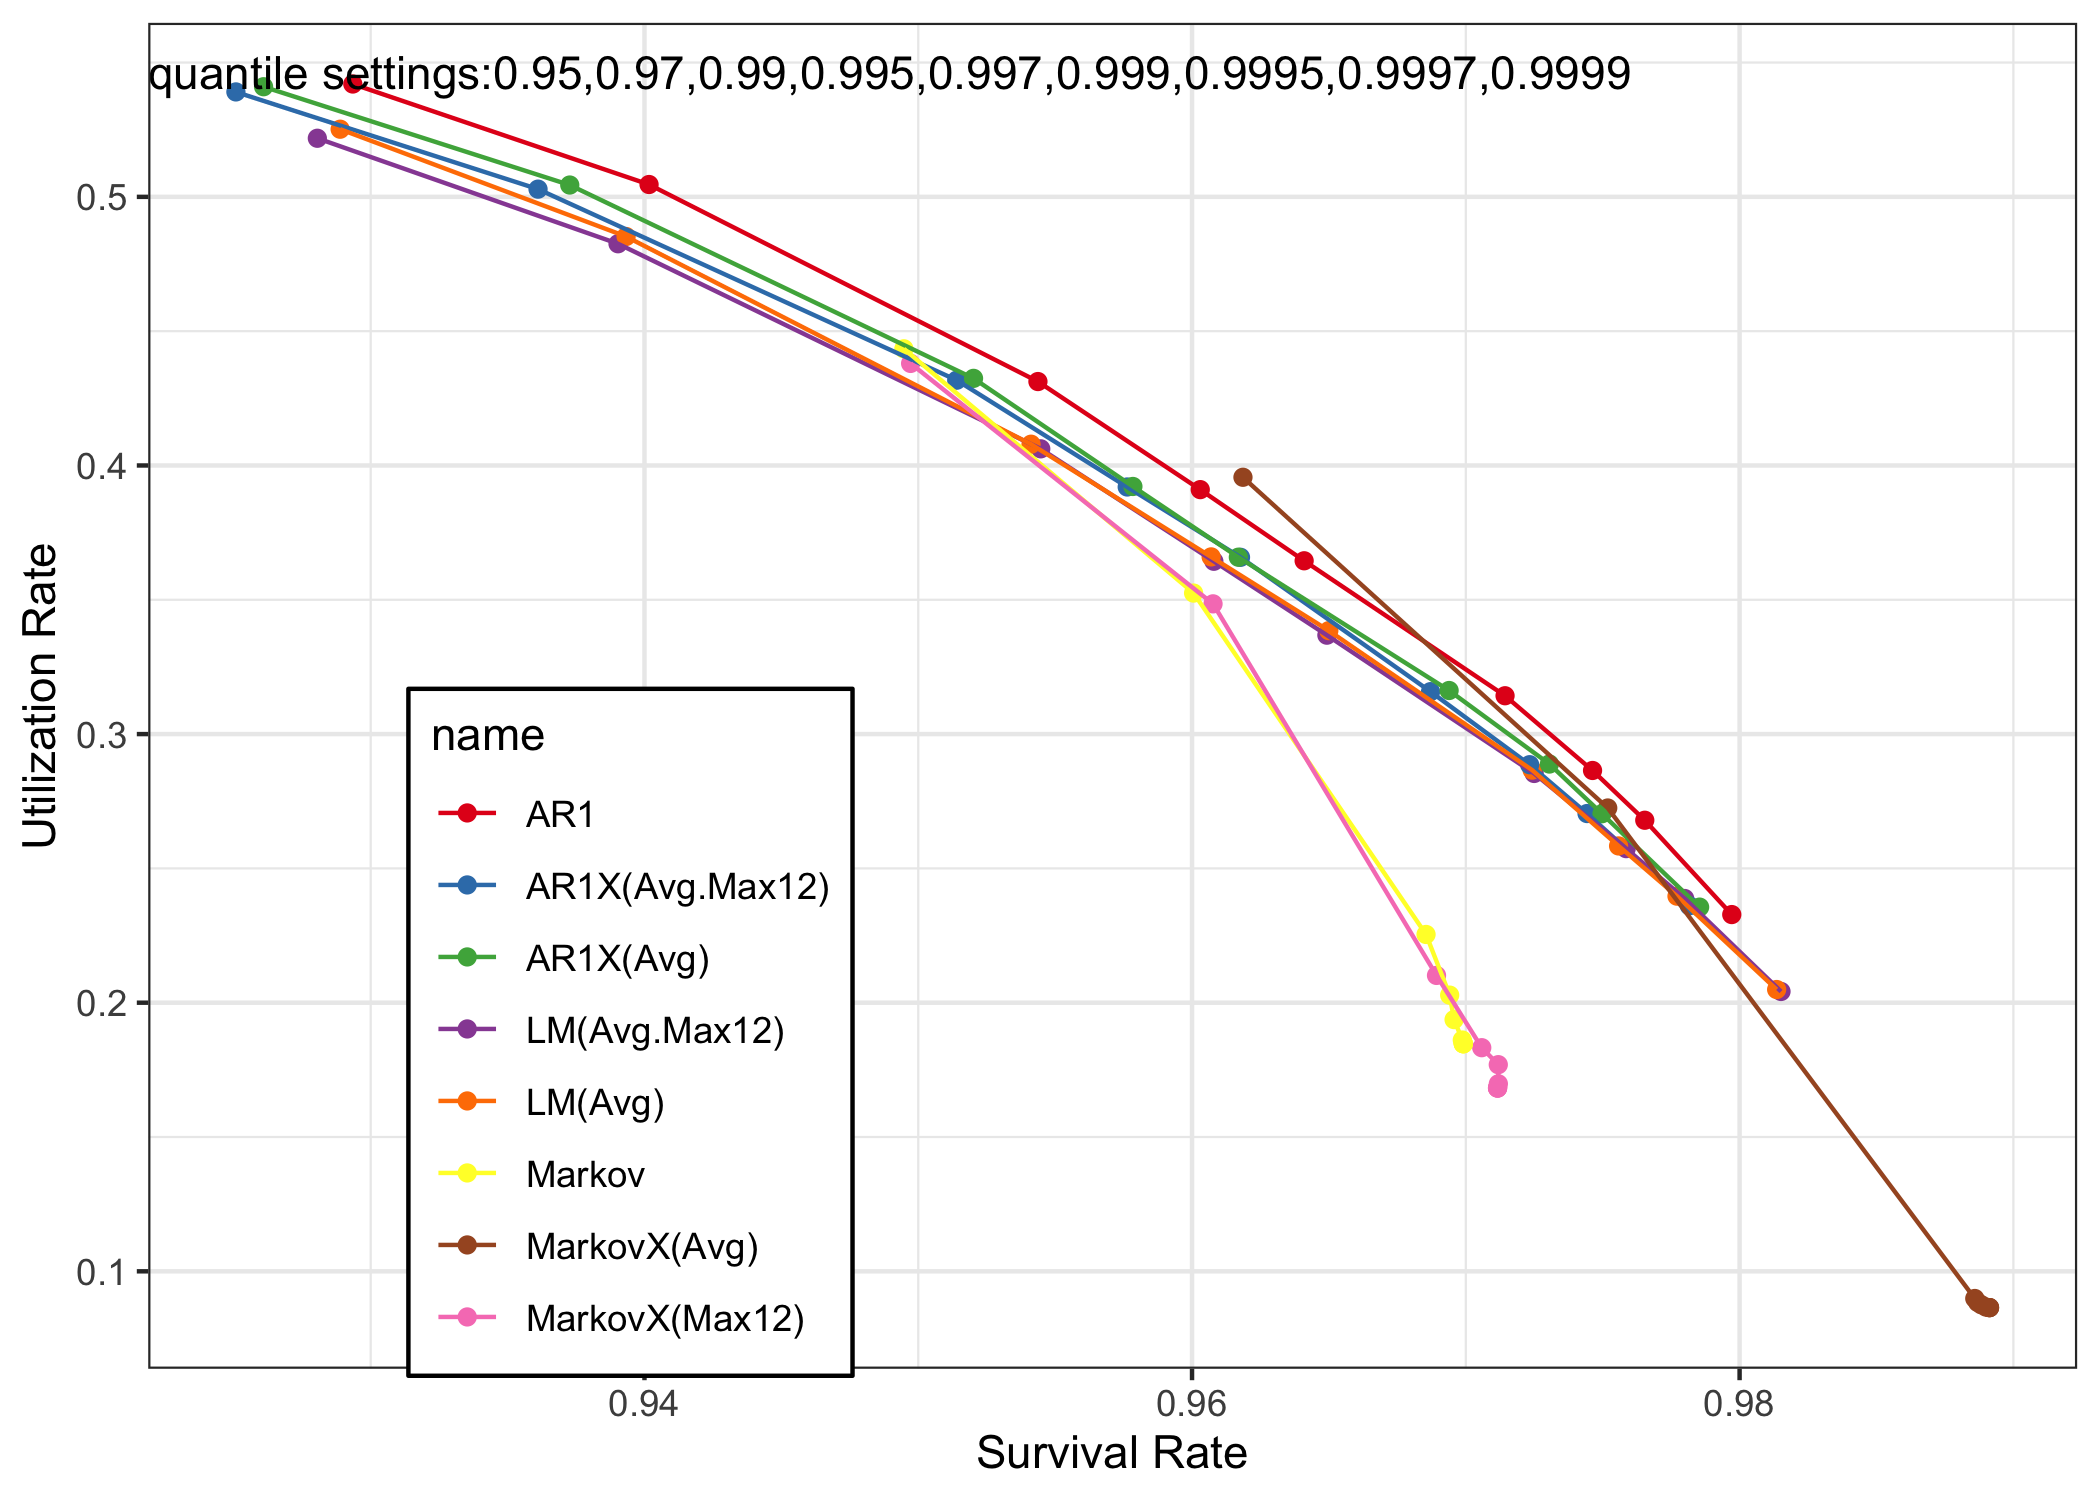 quantile settings:0.95,0.97,0.99,0.995,0.997,0.999,0.9995,0.9997,0.9999
0.5
0.4
0.3
0.2
0.1
Utilization Rate
name
AR1
AR1X(Avg.Max12)
AR1X(Avg)
LM(Avg.Max12)
LM(Avg)
Markov
MarkovX(Avg)
MarkovX(Max12)
0.94
0.96
0.98
Survival Rate